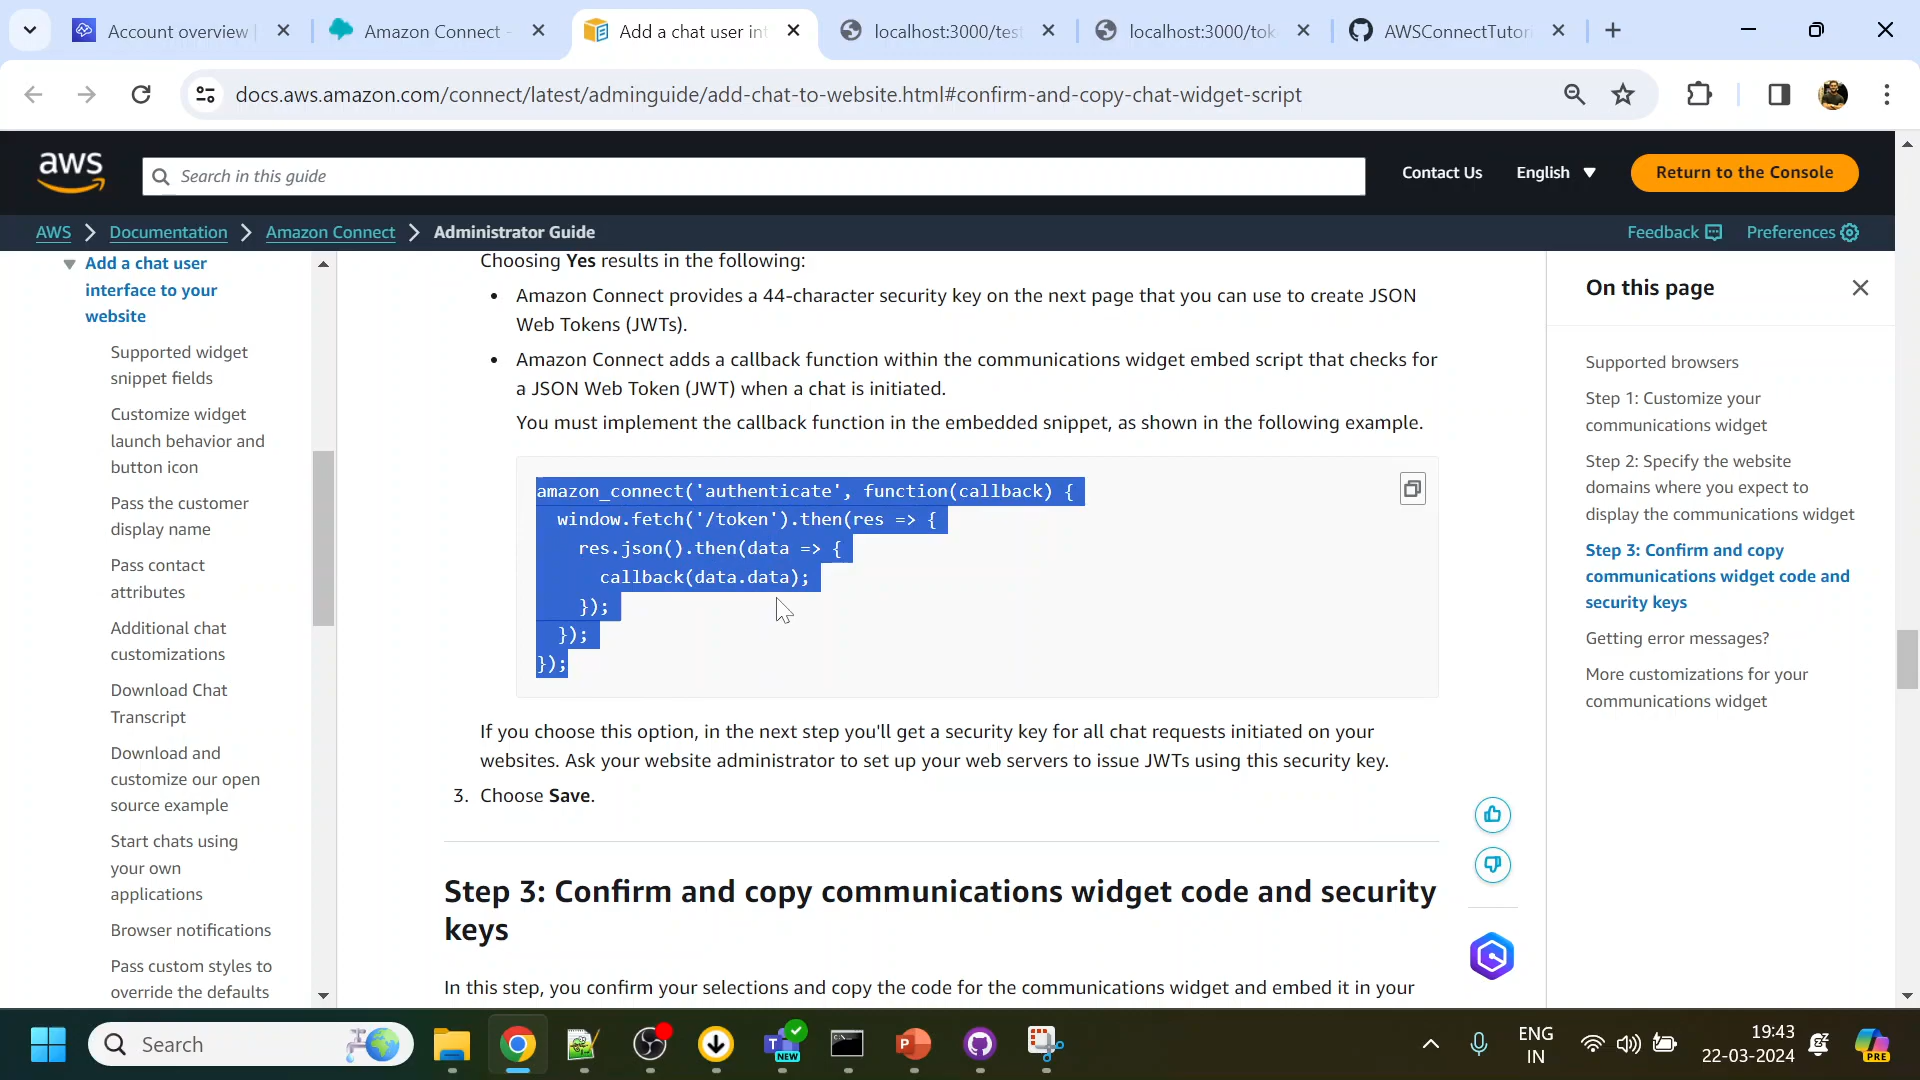 Account overview
Amazon Connect -
Add a chat user int
localhost:3000/test
localhost:3000/tok
AWSConnectTutor
docs.aws.amazon.com/connect/latest/adminguide/add-chat-to-website.html#confirm-and-copy-chat-widget-script
aws
Search in this guide
Contact Us
English
Return to the Console
AWS
Documentation
Amazon Connect
Administrator Guide
Feedback
Preferences
Add a chat user
interface to your
website
Supported widget
snippet fields
Customize widget
launch behavior and
button icon
Pass the customer
display name
Pass contact
attributes
Additional chat
customizations
Download Chat
Transcript
Download and
customize our open
source example
Start chats using
your own
applications
Browser notifications
Pass custom styles to
override the defaults
Choosing Yes results in the following:
• Amazon Connect provides a 44-character security key on the next page that you can use to create JSON
Web Tokens (JWTs).
• Amazon Connect adds a callback function within the communications widget embed script that checks for
a JSON Web Token (JWT) when a chat is initiated.
You must implement the callback function in the embedded snippet, as shown in the following example.
amazon_connect('authenticate', function(callback) {
window.fetch('/token').then(res => {
res.json().then(data => {
callback(data.data);
});
});
});
If you choose this option, in the next step you'll get a security key for all chat requests initiated on your
websites. Ask your website administrator to set up your web servers to issue JWTs using this security key.
3. Choose Save.
Step 3: Confirm and copy communications widget code and security
keys
In this step, you confirm your selections and copy the code for the communications widget and embed it in your
On this page
Supported browsers
Step 1: Customize your
communications widget
Step 2: Specify the website
domains where you expect to
display the communications widget
Step 3: Confirm and copy
communications widget code and
security keys
Getting error messages?
More customizations for your
communications widget
Search
T
NEW
P
ENG
IN
19:43
22-03-2024
PRE